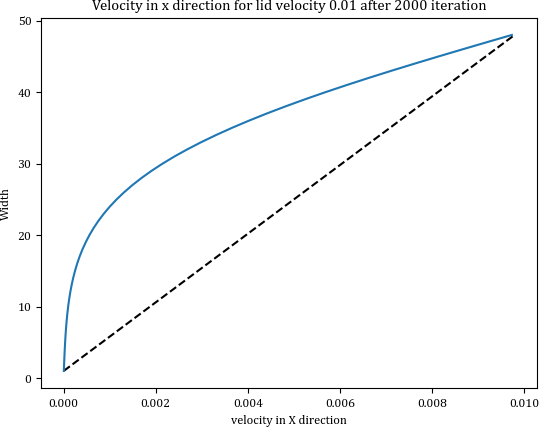 Velocity in x direction for lid velocity 0.01 after 2000 iteration
Width
50
40
30
20
10
0
0.000 0.002 0.004 0.006 0.008 0.010
velocity in X direction